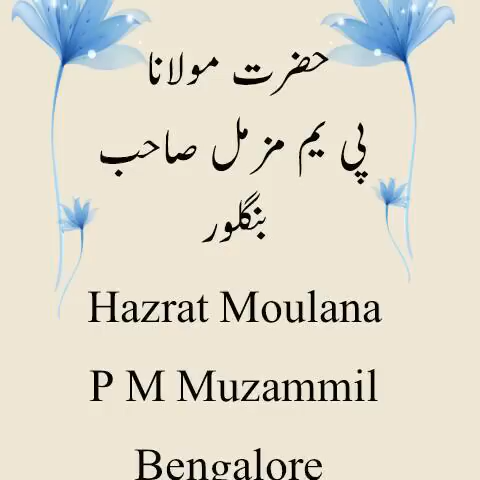 حضرت مولانا
پی یم مزمل صاحب
بنگلور
Hazrat Moulana
P M Muzammil
Bengalore